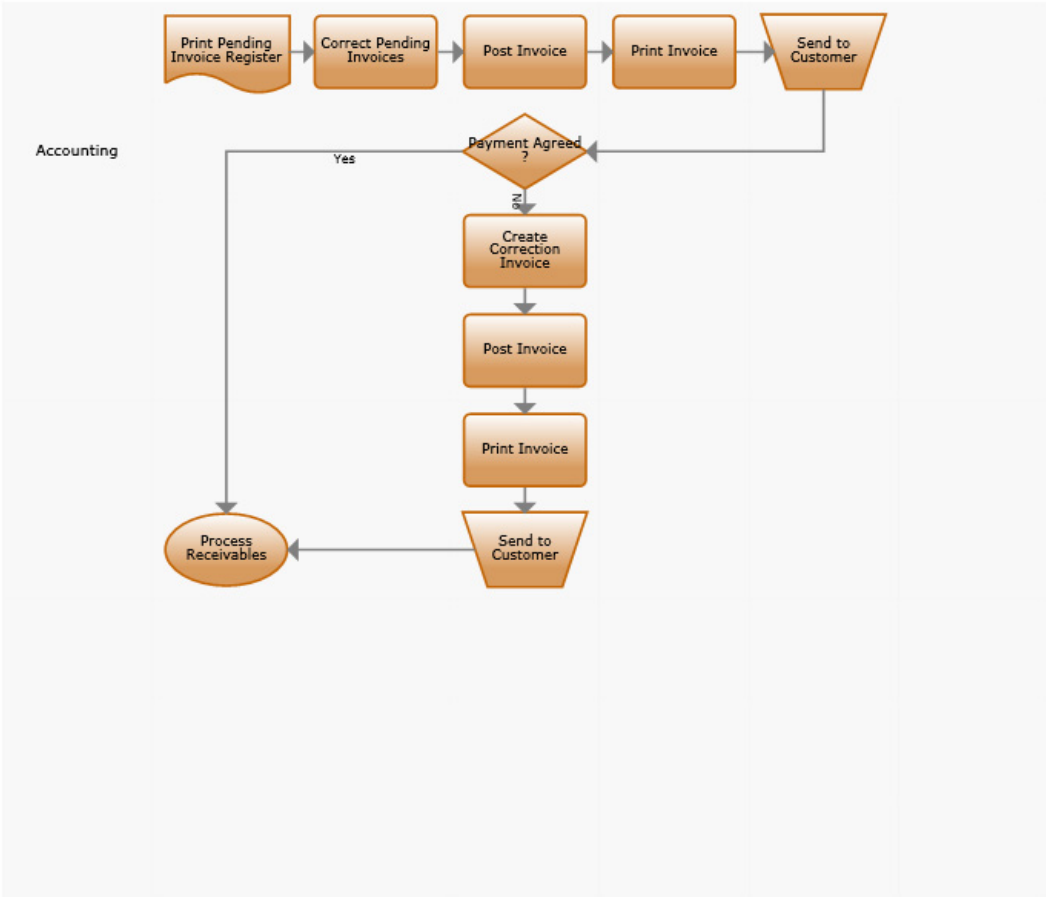 Print Pending
Invoice Register
Correct Pending
Invoices
Post Invoice
Print Invoice
Send to
Customer
Accounting
Yes
Payment Agreed
?
No
Create
Correction
Invoice
Post Invoice
Print Invoice
Send to
Customer
Process
Receivables